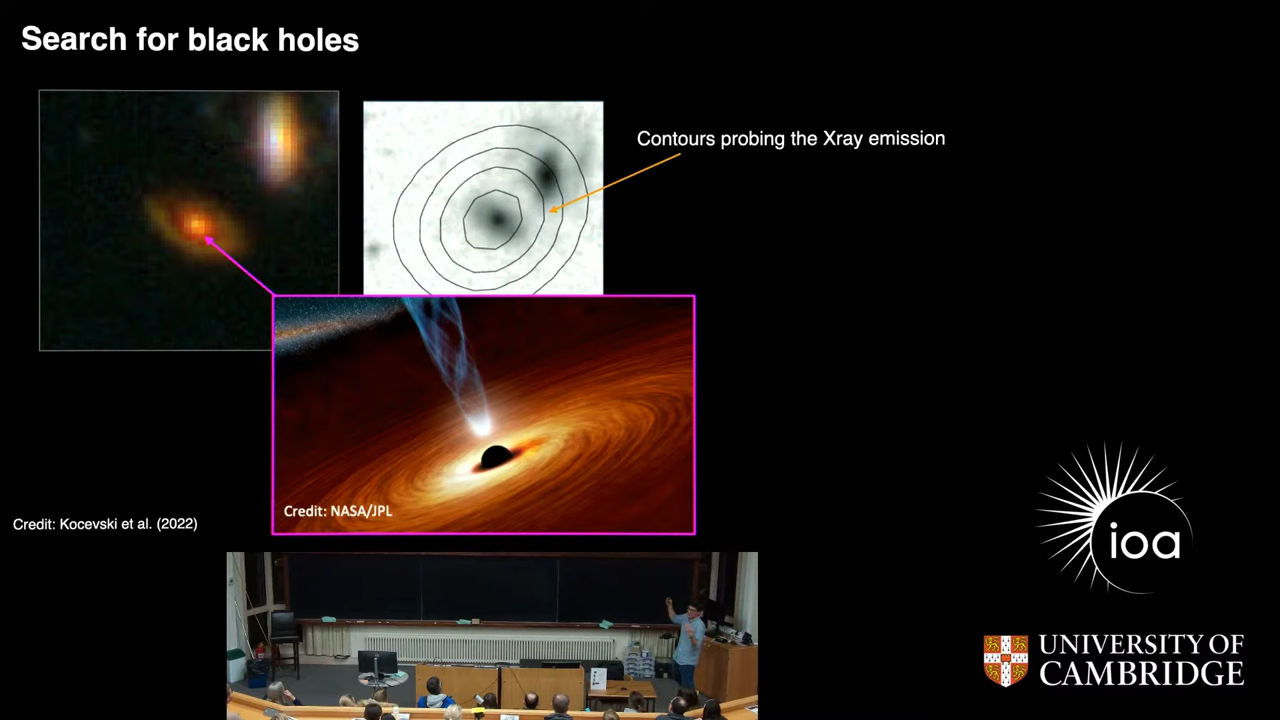 Search for black holes
Contours probing the Xray emission
Credit: NASA/JPL
Credit: Kocevski et al. (2022)
ioa
UNIVERSITY OF
CAMBRIDGE